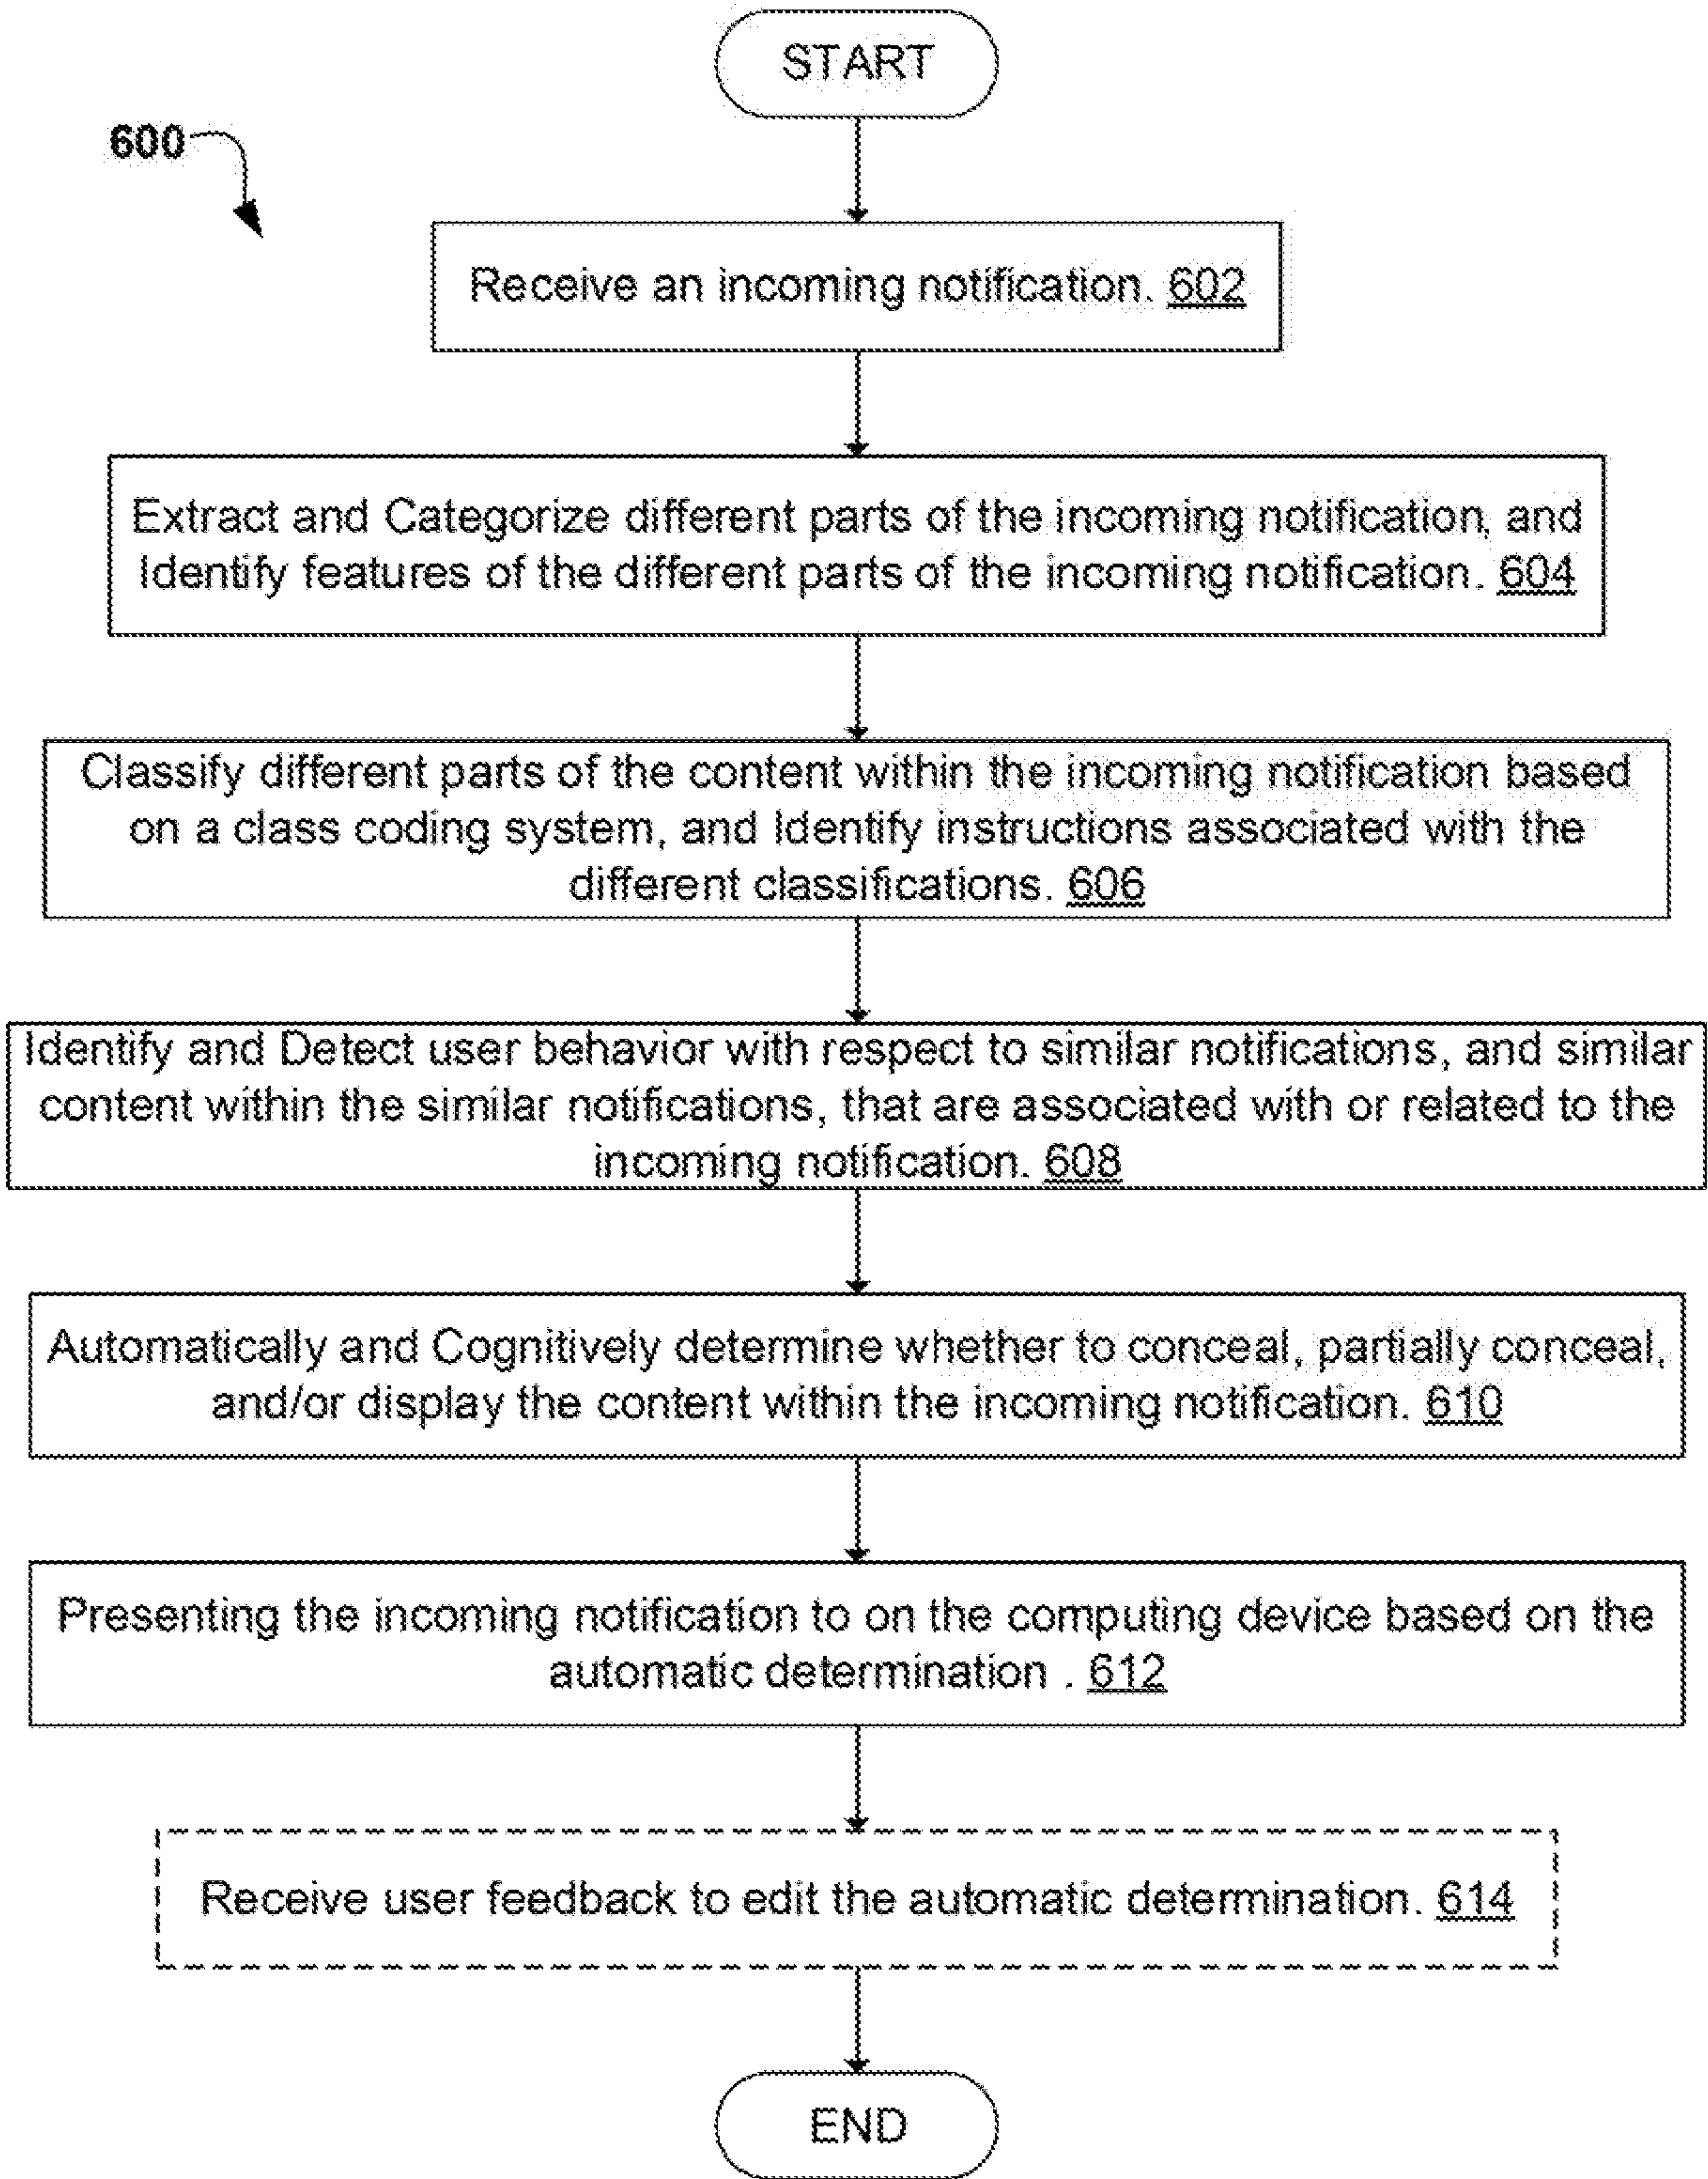 START
600
Receive an incoming notification. 602
Extract and Categorize different parts of the incoming notification, and
Identify features of the different parts of the incoming notification. 604
Classify different parts of the content within the incoming notification based
on a class coding system, and Identify instructions associated with the
different classifications. 606
Identify and Detect user behavior with respect to similar notifications, and similar
content within the similar notifications, that are associated with or related to the
incoming notification. 608
Automatically and Cognitively determine whether to conceal, partially conceal,
and/or display the content within the incoming notification. 610
Presenting the incoming notification to on the computing device based on the
automatic determination . 612
Receive user feedback to edit the automatic determination. 614
END